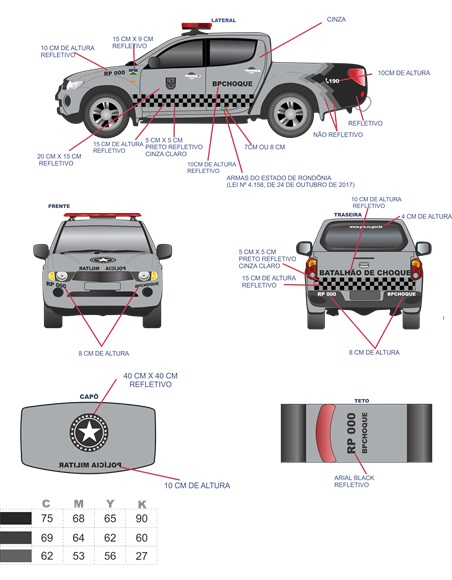 LATERAL
15 CM X 9 CM
REFLETIVO
CINZA
10 CM DE ALTURA
REFLETIVO
RP 000
BPCHOQUE
190
10CM DE ALTURA
REFLETIVO
NÃO REFLETIVO
20 CM X 15 CM
REFLETIVO
15 CM DE ALTURA
REFLETIVO
5 CM X 5 CM
PRETO REFLETIVO
CINZA CLARO
10CM DE ALTURA
REFLETIVO
7CM OU 8 CM
ARMAS DO ESTADO DE RONDÔNIA
(LEI Nº 4.158, DE 24 DE OUTUBRO DE 2017)
FRENTE
POLÍCIA MILITAR
RP 000
BPCHOQUE
8 CM DE ALTURA
10 CM DE ALTURA
REFLETIVO
TRASEIRA
4 CM DE ALTURA
5 CM X 5 CM
PRETO REFLETIVO
CINZA CLARO
15 CM DE ALTURA
REFLETIVO
BATALHÃO DE CHOQUE
RP 000
BPCHOQUE
8 CM DE ALTURA
40 CM X 40 CM
REFLETIVO
CAPÔ
POLÍCIA MILITAR
10 CM DE ALTURA
TETO
RP 000
BPCHOQUE
ARIAL BLACK
REFLETIVO
C M Y K
75 68 65 90
69 64 62 60
62 53 56 27